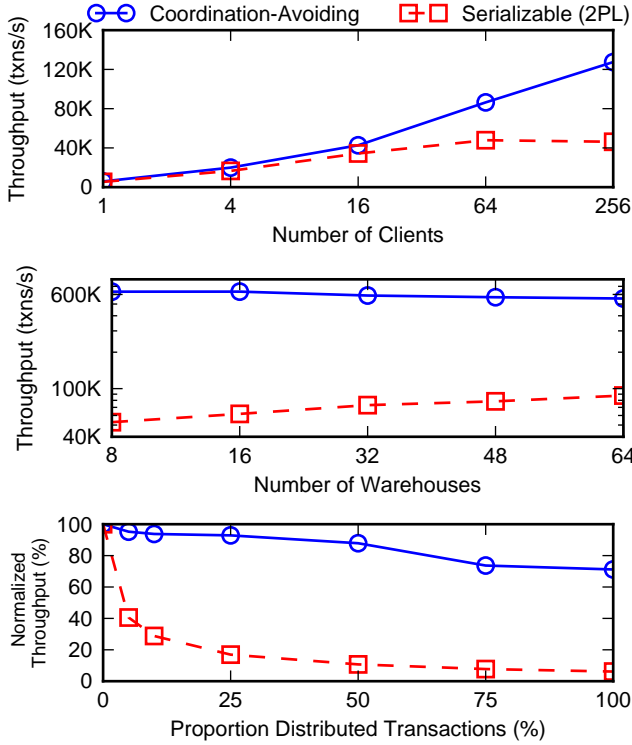 Coordination-Avoiding Serializable (2PL)
160K
120K
80K
40K
0
Throughput (txns/s)
1 4 16 64 256
Number of Clients
600K
100K
40K
Throughput (txns/s)
8 16 32 48 64
Number of Warehouses
100
80
60
40
20
0
Normalized
Throughput (%)
0 25 50 75 100
Proportion Distributed Transactions (%)